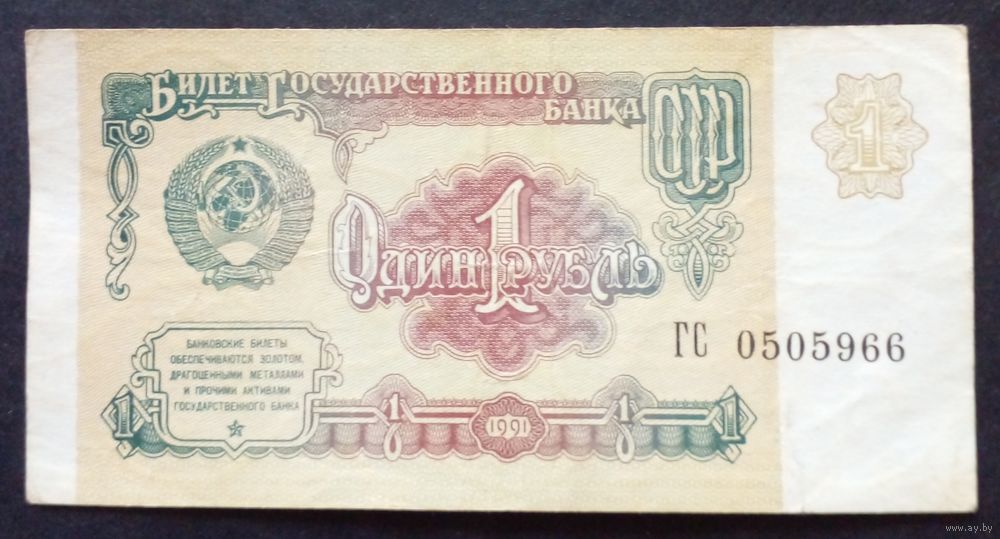 Билет Государственного
Банка СССР
1
1
Один рубль
ГС 0505966
БАНКОВСКИЕ БИЛЕТЫ
ОБЕСПЕЧИВАЮТСЯ ЗОЛОТОМ,
ДРАГОЦЕННЫМИ МЕТАЛЛАМИ
И ПРОЧИМИ АКТИВАМИ
ГОСУДАРСТВЕННОГО БАНКА
1 1 1991 1 1
www.ay.by